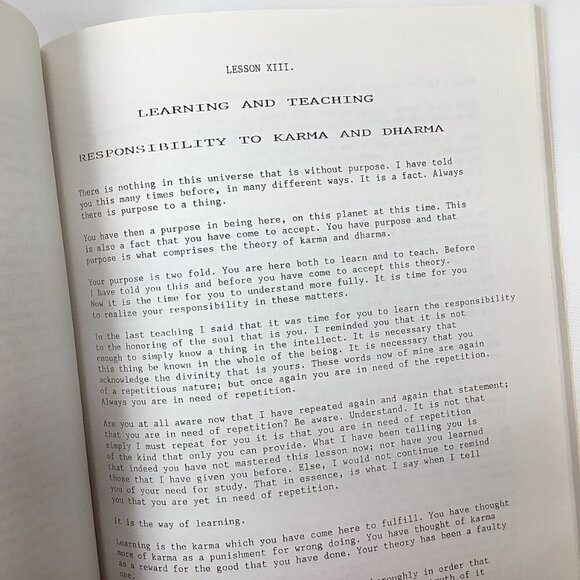 LESSON XIII.
LEARNING AND TEACHING
RESPONSIBILITY TO KARMA AND DHARMA
There is nothing in this universe that is without purpose. I have told
you this many times before, in many different ways. It is a fact. Always
there is purpose to a thing.
You have then a purpose in being here, on this planet at this time. This
is also a fact that you have come to accept. You have purpose and that
purpose is what comprises the theory of karma and dharma.
Your purpose is two fold. You are here both to learn and to teach. Before
I have told you this and before you have come to accept this theory.
Now it is the time for you to understand more fully. It is time for you
to realize your responsibility in these matters.
In the last teaching I said that it was time for you to learn the responsibility
to the honoring of the soul that is you. I reminded you that it is not
enough to simply know a thing in the intellect. It is necessary that
this thing be known in the whole of the being. It is necessary that you
acknowledge the divinity that is yours. These words now of mine are again
of a repetitious nature; but once again you are in need of the repetition.
Always you are in need of repetition.
Are you at all aware now that I have repeated again and again that statement;
that you are in need of repetition? Be aware. Understand. It is not that
simply I must repeat for you it is that you are in need of repetition
of the kind that only you can provide. What I have been telling you is
that indeed you have not mastered this lesson now; nor have you learned
those that I have given you before. Else, I would not continue to remind
you of your need for study. That in essence, is what I say when I tell
you that you are yet in need of repetition.
It is the way of learning.
Learning is the karma which you have come here to fulfill. You have thought
more of karma as a punishment for wrong doing. You have thought of karma
as a reward for the good that you have done. Your theory has been a faulty
one.
thoroughly in order that
of it